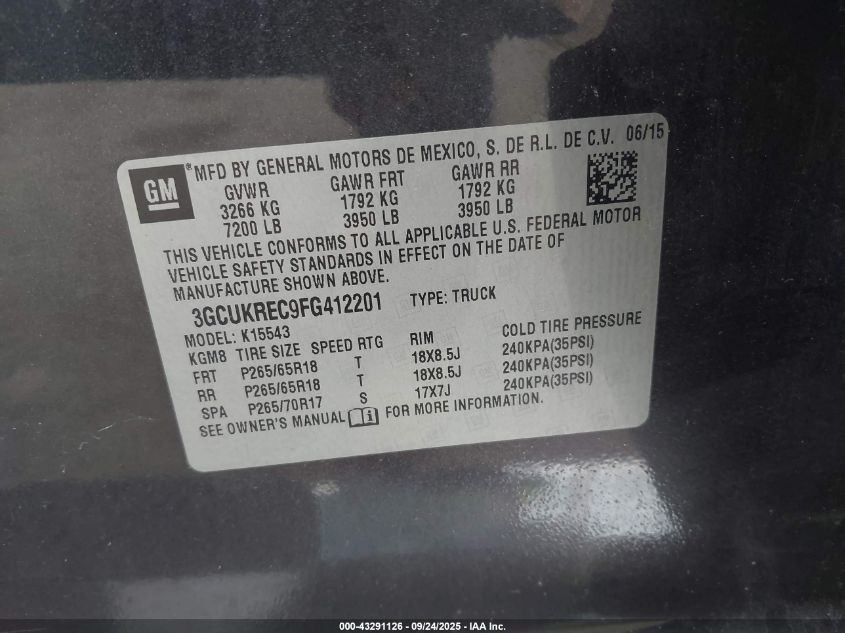 GM ® MFD BY GENERAL MOTORS DE MEXICO, S. DE R.L. DE C.V. 06/15
GVWR GAWR FRT GAWR RR
3266 KG 1792 KG 1792 KG
7200 LB 3950 LB 3950 LB
THIS VEHICLE CONFORMS TO ALL APPLICABLE U.S. FEDERAL MOTOR
VEHICLE SAFETY STANDARDS IN EFFECT ON THE DATE OF
MANUFACTURE SHOWN ABOVE.
3GCUKREC9FG412201 TYPE: TRUCK
MODEL: K15543
KGM8 TIRE SIZE SPEED RTG RIM COLD TIRE PRESSURE
FRT P265/65R18 T 18X8.5J 240KPA(35PSI)
RR P265/65R18 T 18X8.5J 240KPA(35PSI)
SPA P265/70R17 S 17X7J 240KPA(35PSI)
SEE OWNER'S MANUAL i FOR MORE INFORMATION.
000-43291126 - 09/24/2025 - IAA Inc.